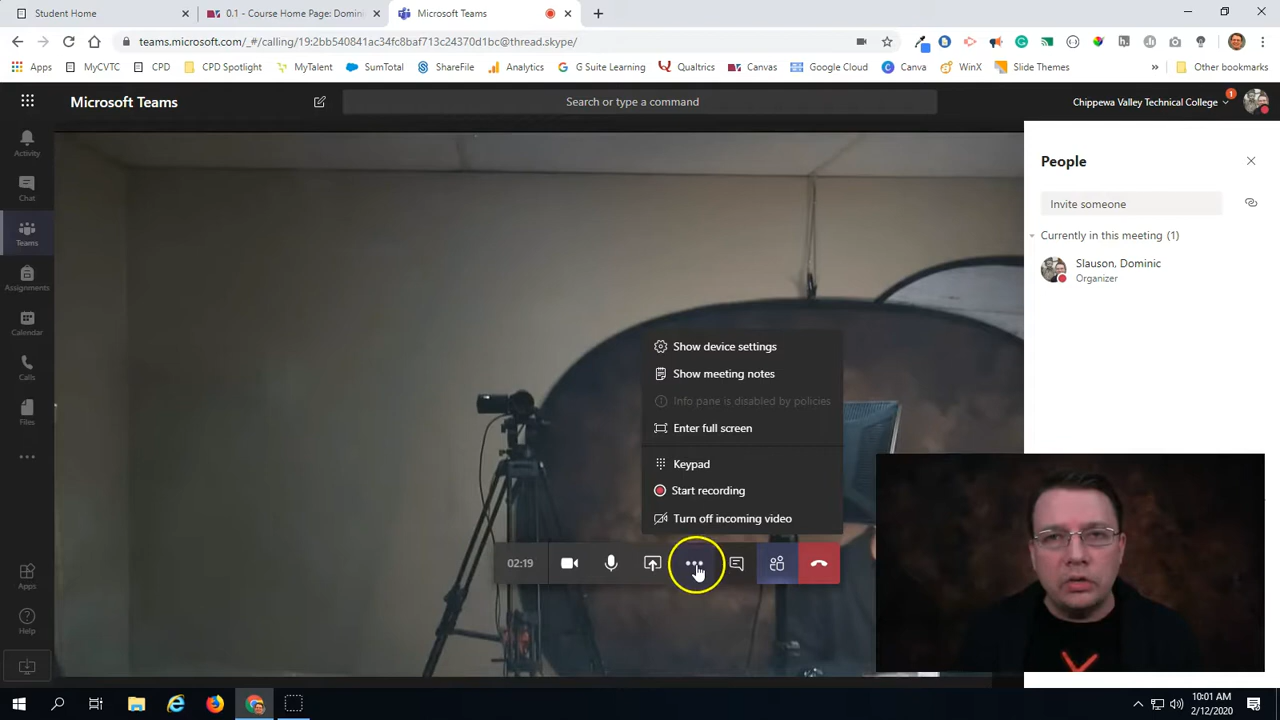 Student Home
0.1 - Course Home Page: Domini
Microsoft Teams
teams.microsoft.com/_#/calling/19:2bb540841ac34fc8baf713c24370d1bc@thread.skype/
Apps
MyCVTC
CPD
CPDSpotlight
MyTalent
SumTotal
ShareFile
Analytics
G Suite Learning
Qualtrics
Canvas
Google Cloud
Canva
WinX
Slide Themes
»
Other bookmarks
Microsoft Teams
Search or type a command
Chippewa Valley Technical College
1
Activity
Chat
Teams
Assignments
Calendar
Calls
Files
Apps
Help
People
Invite someone
Currently in this meeting (1)
Slauson, Dominic
Organizer
Show device settings
Show meeting notes
Info pane is disabled by policies
Enter full screen
Keypad
Start recording
Turn off incoming video
02:19
10:01 AM
2/12/2020